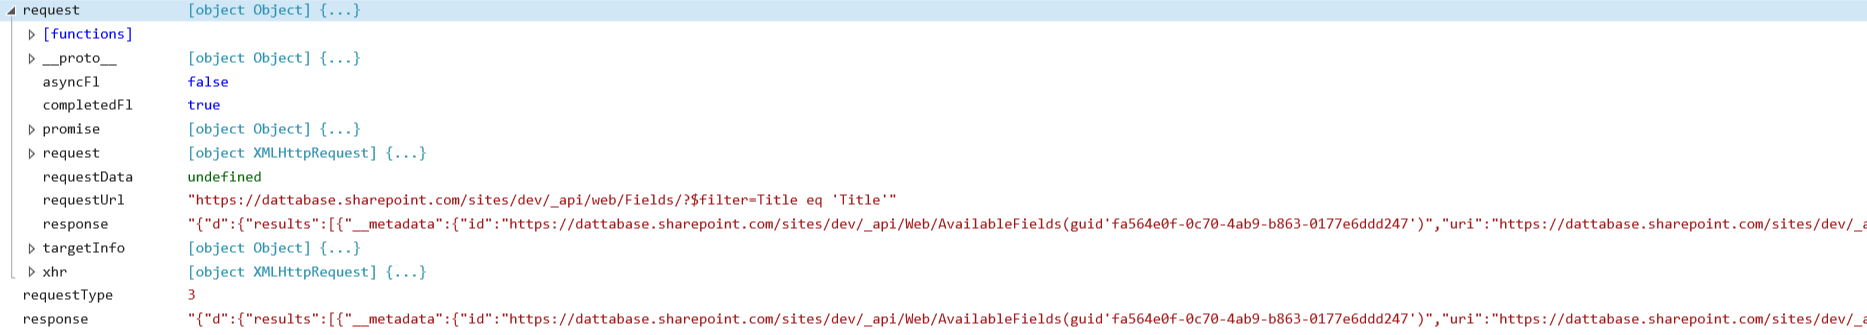 request [object Object] {...}
[functions]
__proto__ [object Object] {...}
asyncFl false
completedFl true
promise [object Object] {...}
request [object XMLHttpRequest] {...}
requestData undefined
requestUrl "https://dattabase.sharepoint.com/sites/dev/_api/web/Fields/?$filter=Title eq 'Title'"
response "{"d":{"results":[{"__metadata":{"id":"https://dattabase.sharepoint.com/sites/dev/_api/Web/AvailableFields(guid'fa564e0f-0c70-4ab9-b863-0177e6ddd247')","uri":"https://dattabase.sharepoint.com/sites/dev/_a
targetInfo [object Object] {...}
xhr [object XMLHttpRequest] {...}
requestType 3
response "{"d":{"results":[{"__metadata":{"id":"https://dattabase.sharepoint.com/sites/dev/_api/Web/AvailableFields(guid'fa564e0f-0c70-4ab9-b863-0177e6ddd247')","uri":"https://dattabase.sharepoint.com/sites/dev/_a